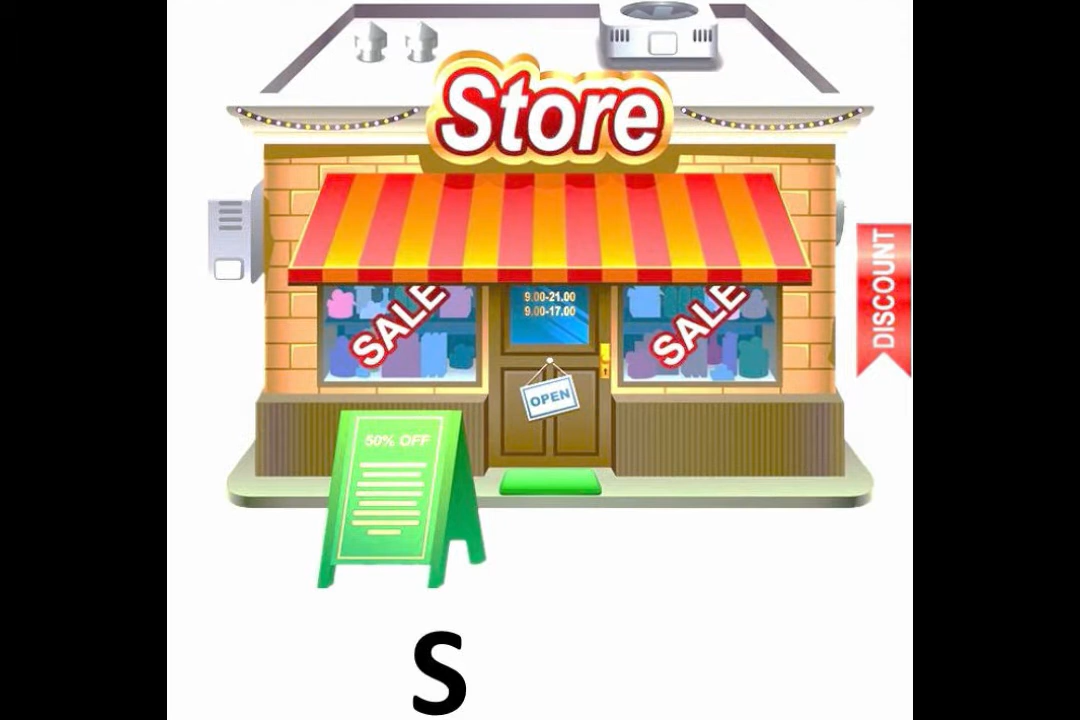 Store
SALE
9.00-21.00
9.00-17.00
SALE
DISCOUNT
OPEN
50% OFF
S